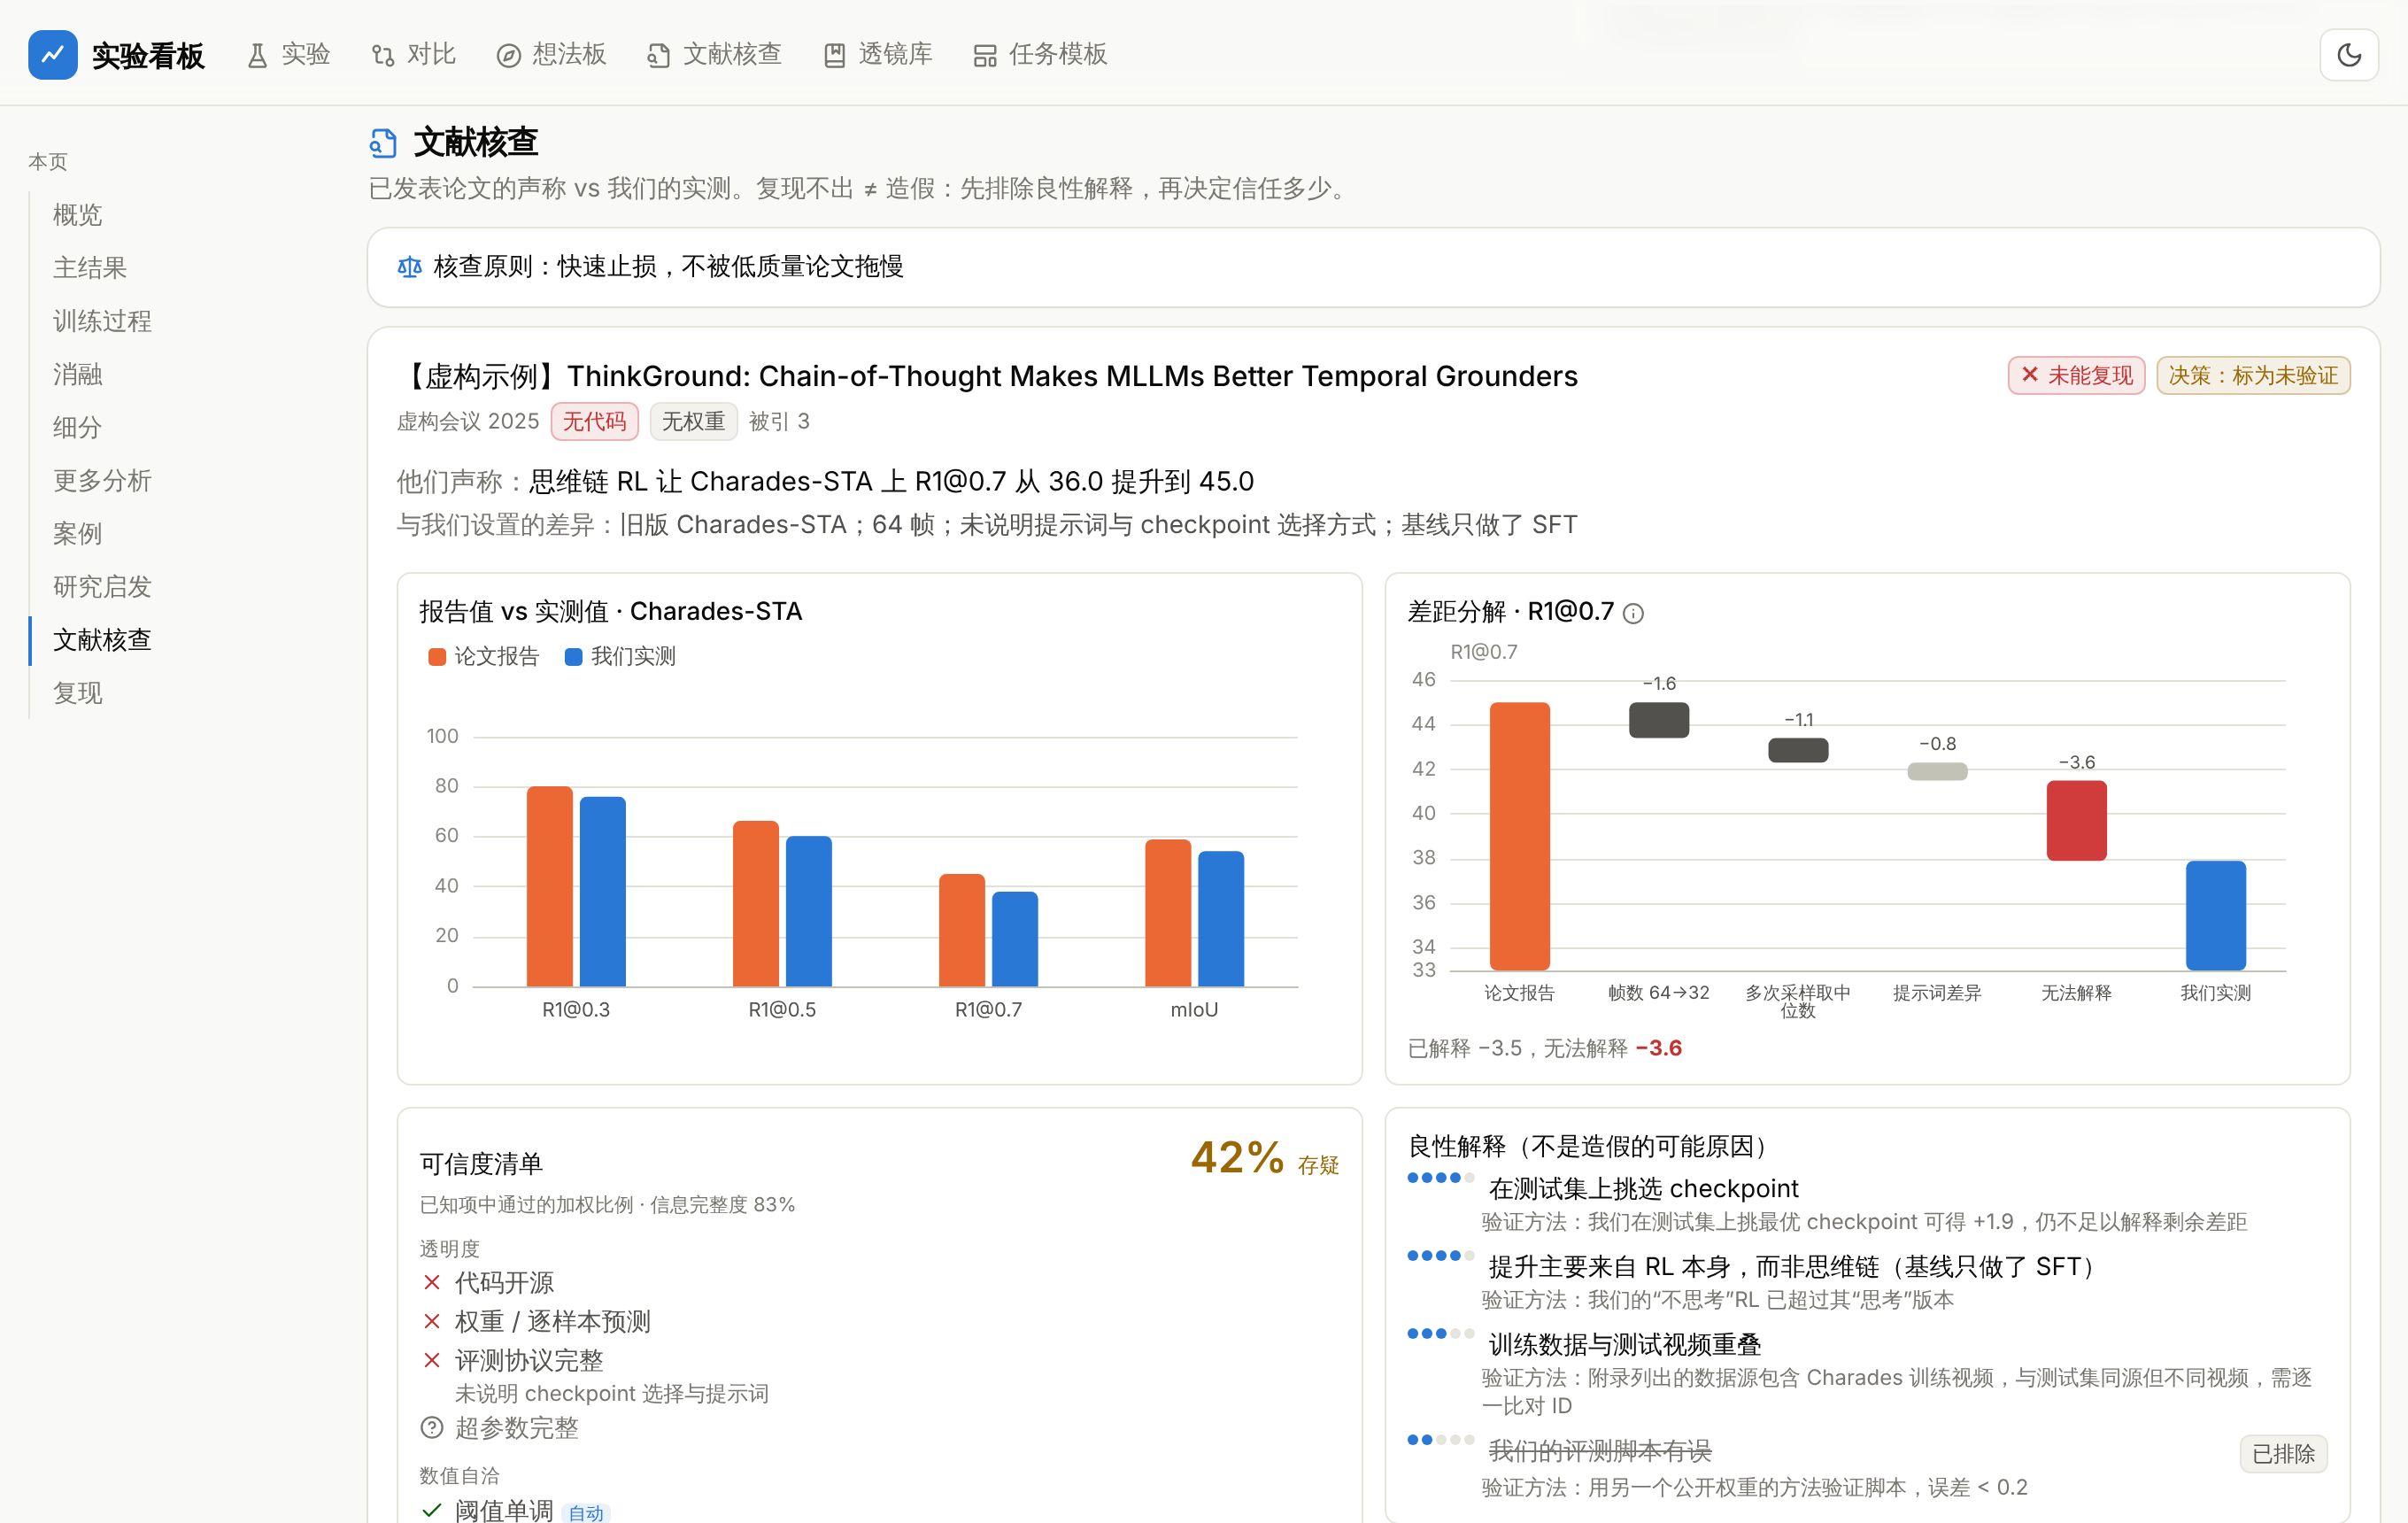 实验看板
实验
对比
想法板
文献核查
透镜库
任务模板
本页
概览
主结果
训练过程
消融
细分
更多分析
案例
研究启发
文献核查
复现
文献核查
已发表论文的声称 vs 我们的实测。复现不出 ≠ 造假：先排除良性解释，再决定信任多少。
核查原则：快速止损，不被低质量论文拖慢
【虚构示例】ThinkGround: Chain-of-Thought Makes MLLMs Better Temporal Grounders
未能复现
决策：标为未验证
虚构会议 2025 无代码 无权重 被引 3
他们声称：思维链 RL 让 Charades-STA 上 R1@0.7 从 36.0 提升到 45.0
与我们设置的差异：旧版 Charades-STA；64 帧；未说明提示词与 checkpoint 选择方式；基线只做了 SFT
报告值 vs 实测值 · Charades-STA
论文报告 我们实测
100
80
60
40
20
0
R1@0.3 R1@0.5 R1@0.7 mIoU
差距分解 · R1@0.7
R1@0.7
46
44
42
40
38
36
34
33
−1.6
−1.1
−0.8
−3.6
论文报告 帧数 64→32 多次采样取中位数 提示词差异 无法解释 我们实测
已解释 −3.5，无法解释 −3.6
可信度清单
42% 存疑
已知项中通过的加权比例 · 信息完整度 83%
透明度
代码开源
权重 / 逐样本预测
评测协议完整
未说明 checkpoint 选择与提示词
超参数完整
数值自洽
阈值单调 自动
良性解释（不是造假的可能原因）
在测试集上挑选 checkpoint
验证方法：我们在测试集上挑最优 checkpoint 可得 +1.9，仍不足以解释剩余差距
提升主要来自 RL 本身，而非思维链（基线只做了 SFT）
验证方法：我们的“不思考”RL 已超过其“思考”版本
训练数据与测试视频重叠
验证方法：附录列出的数据源包含 Charades 训练视频，与测试集同源但不同视频，需逐
一比对 ID
我们的评测脚本有误
已排除
验证方法：用另一个公开权重的方法验证脚本，误差 < 0.2